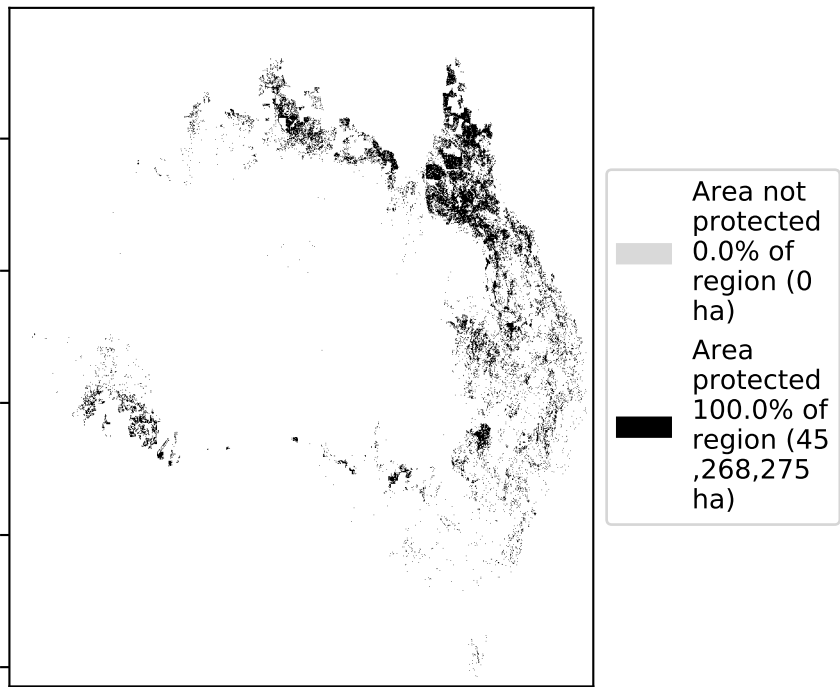 Area not
protected
0.0% of
region (0
ha)
Area
protected
100.0% of
region (45
,268,275
ha)